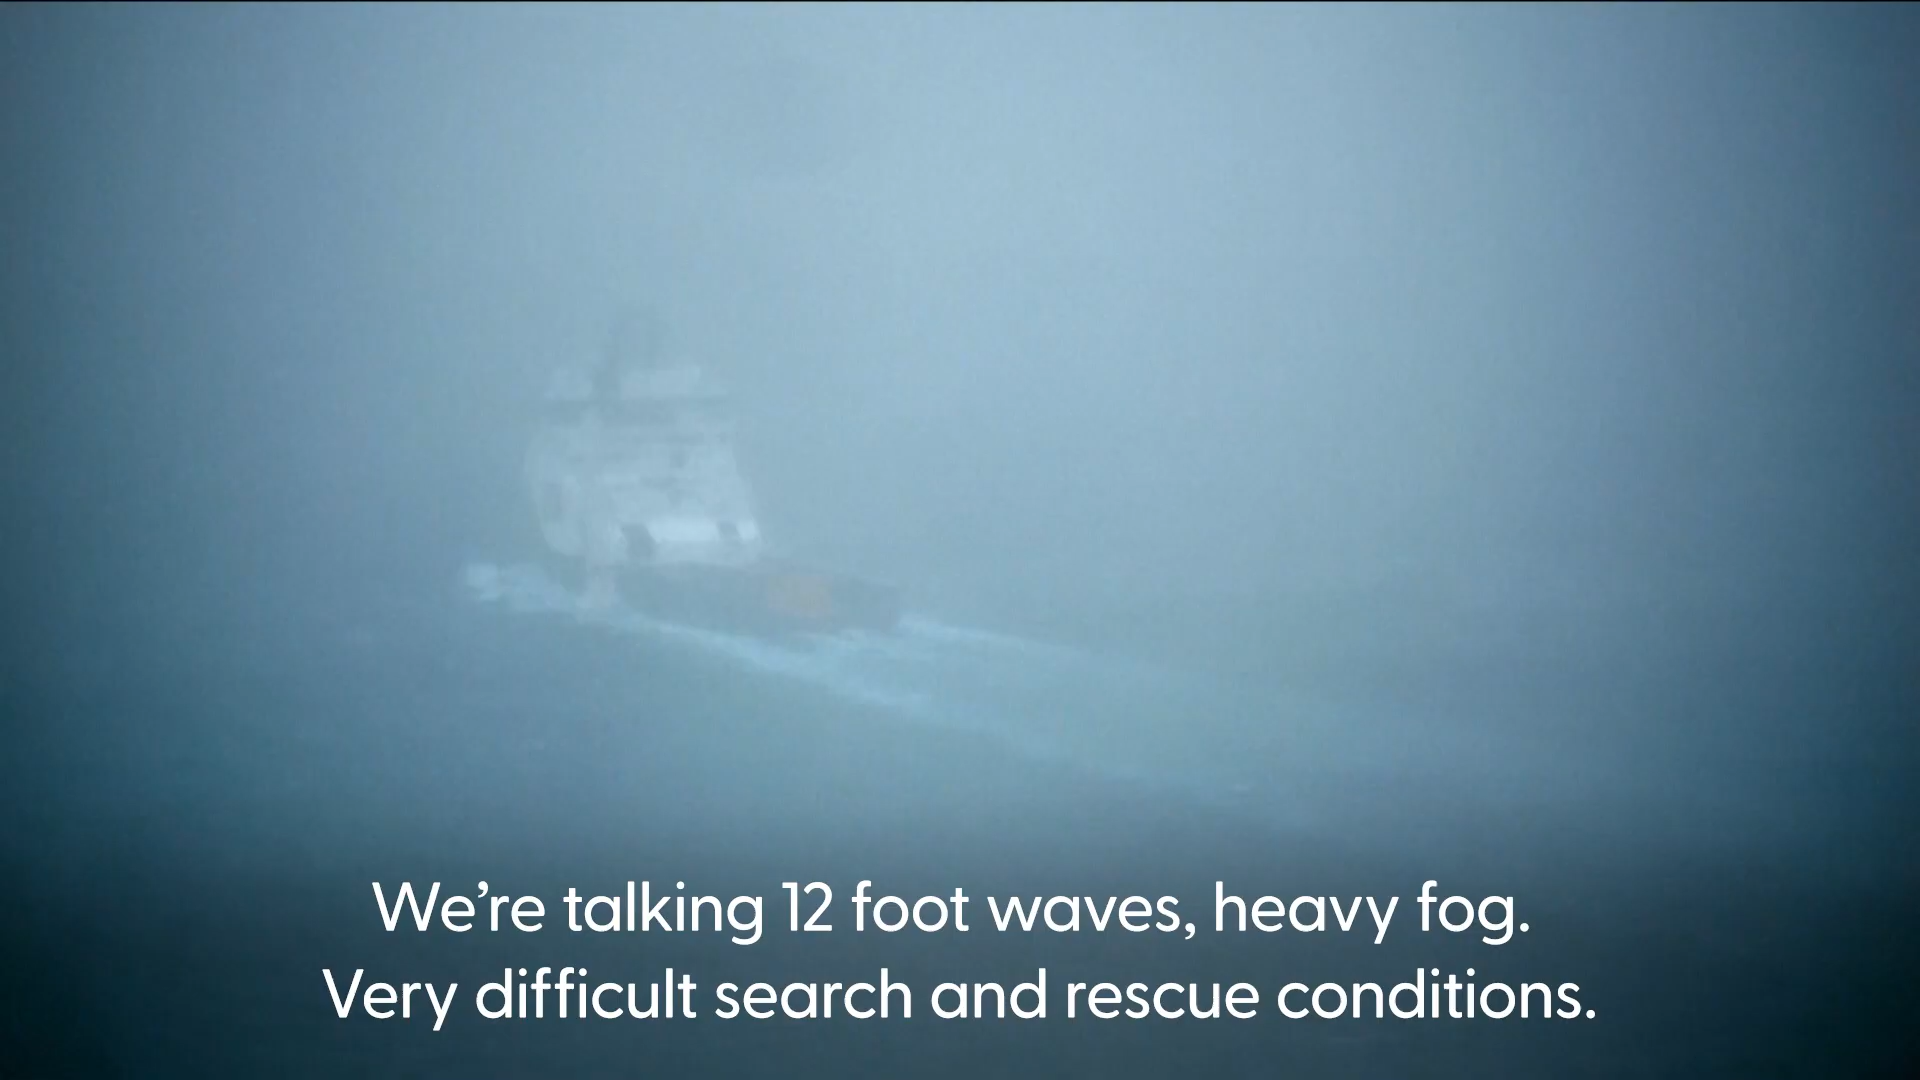 We're talking 12 foot waves, heavy fog.
Very difficult search and rescue conditions.